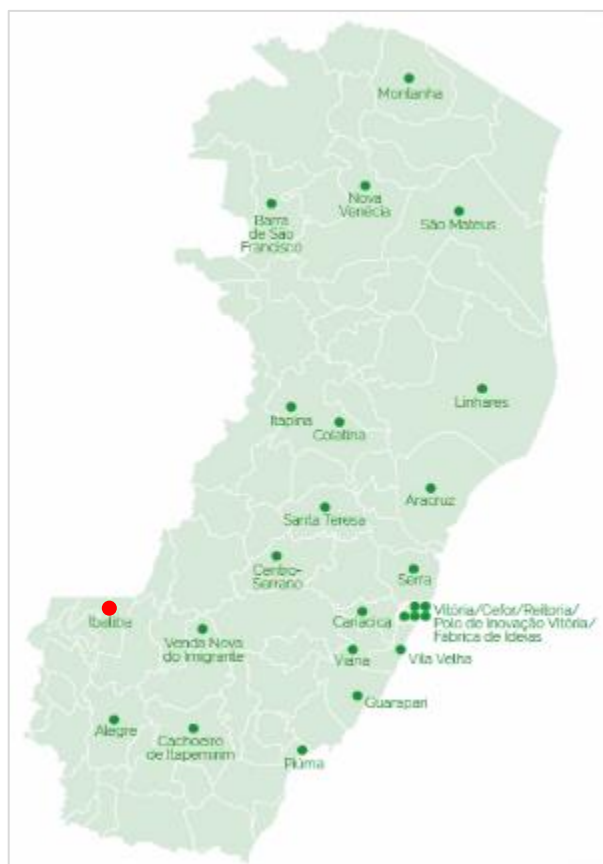 Montanha
Nova
Venécia
Barra
de São
Francisco
São Mateus
Linhares
Itapina
Colatina
Aracruz
Santa Teresa
Centro-
Serrano
Serra
Ibatiba
Venda Nova
do Imigrante
Cariacica
Vitória/Cefor/Reitoria/
Polo de Inovação Vitória/
Fábrica de Ideias
Viana
Vila Velha
Guarapari
Alegre
Cachoeiro
de Itapemirim
Piúma